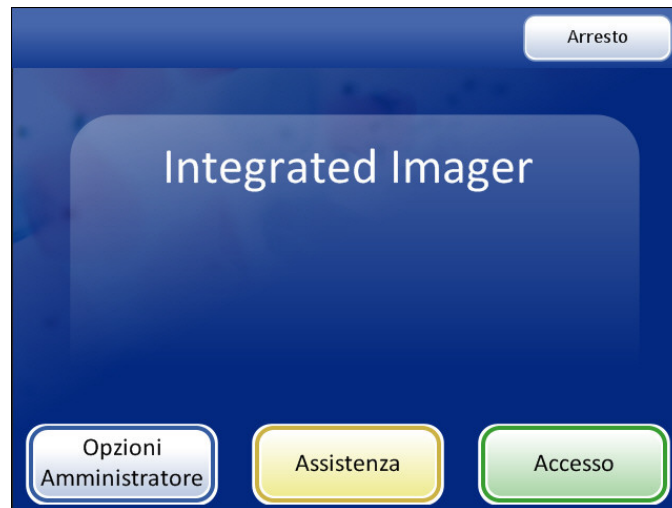 Arresto
Integrated Imager
Opzioni
Amministratore
Assistenza
Accesso